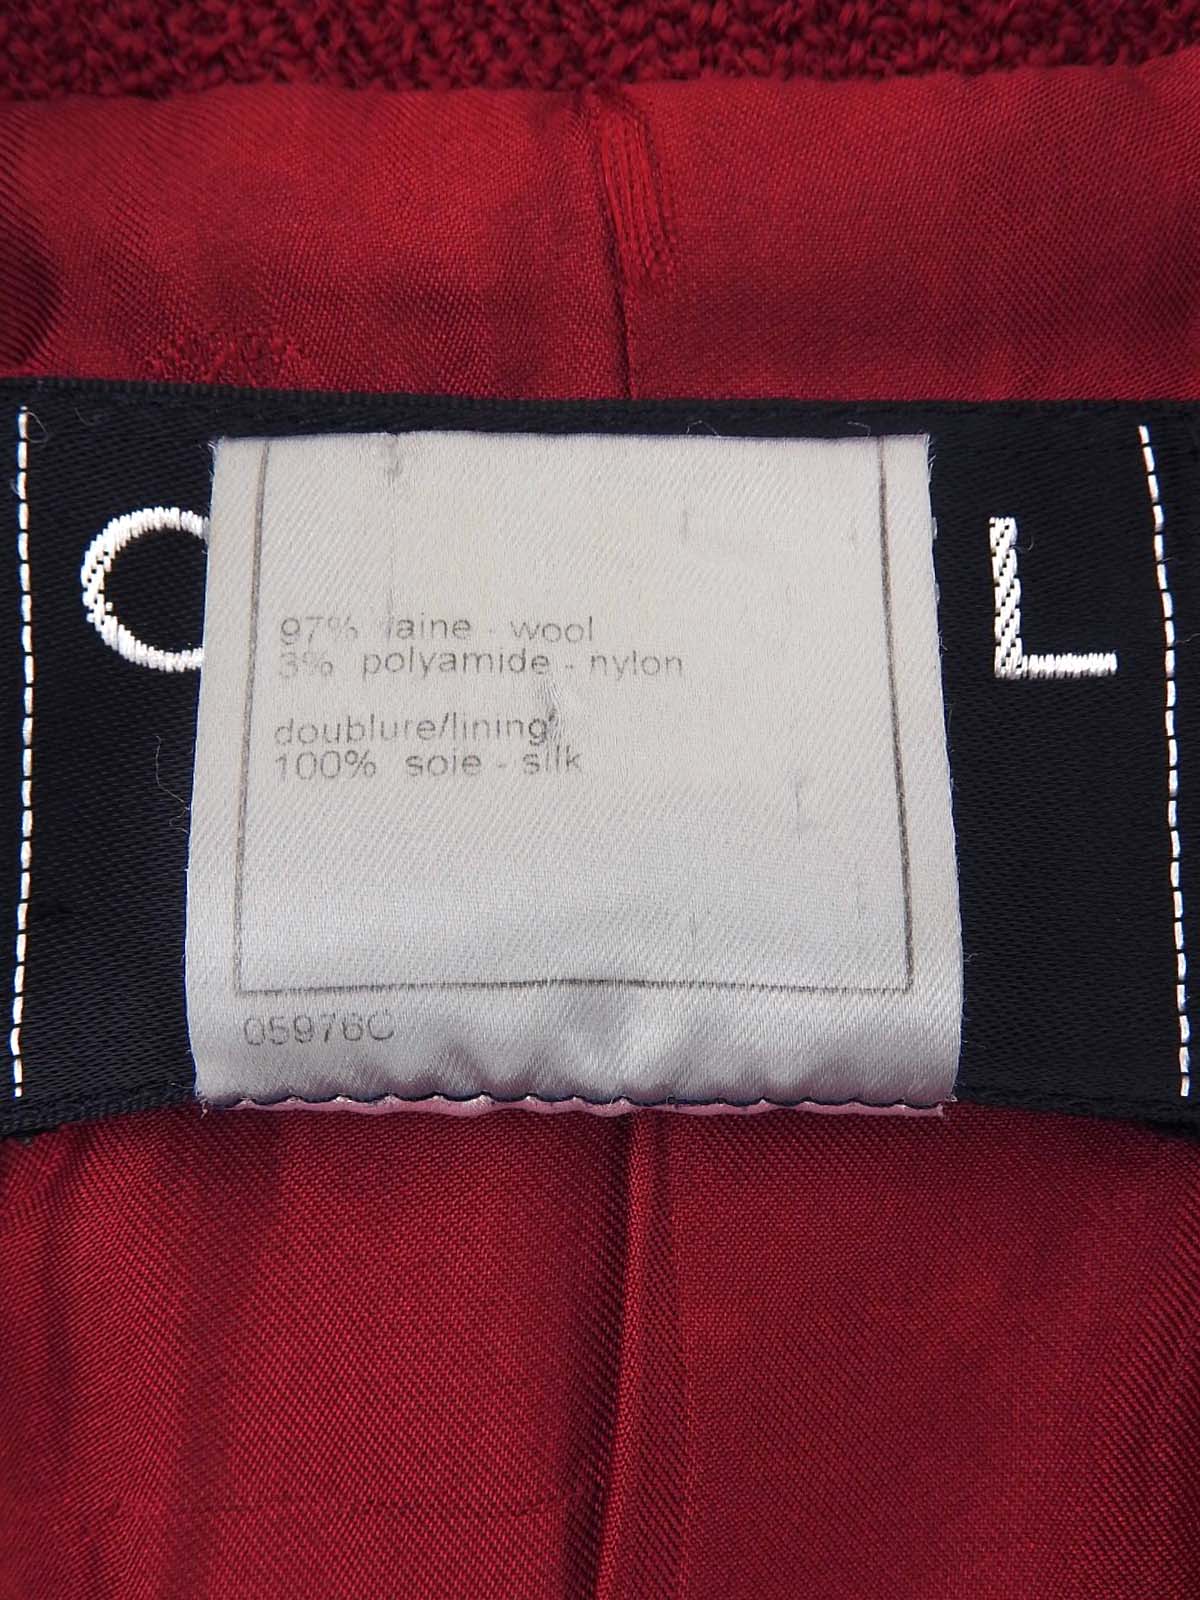 C L
97% laine - wool
3% polyamide - nylon
doublure/lining
100% soie - silk
05976C